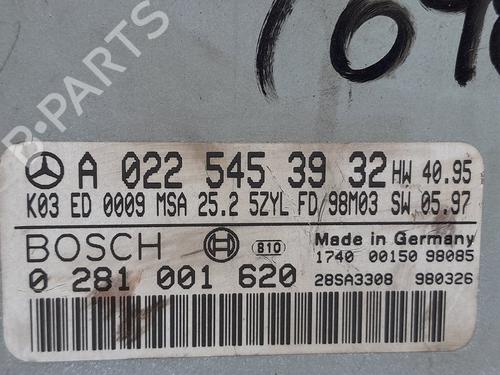 B-PARTS
A 022 545 39 32 HW 40.95
K03 ED 0009 MSA 25.2 5ZYL FD 98M03 SW 05.97
BOSCH B10 Made in Germany
1740 00150 98085
0 281 001 620 28SA3308 980326